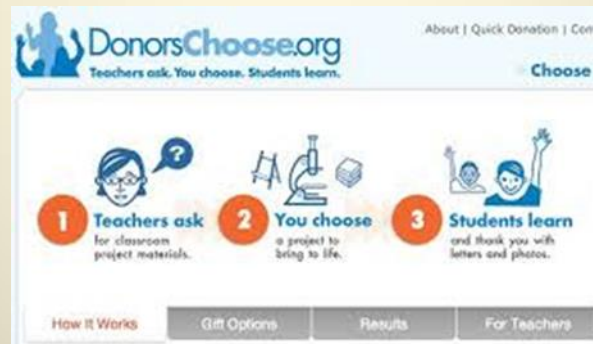 DonorsChoose.org
Teachers ask. You choose. Students learn.
About | Quick Donation | Com
Choose
?
1 Teachers ask
for classroom
project materials.
2 You choose
a project to
bring to life.
3 Students learn
and thank you with
letters and photos.
How It Works
Gift Options
Results
For Teachers